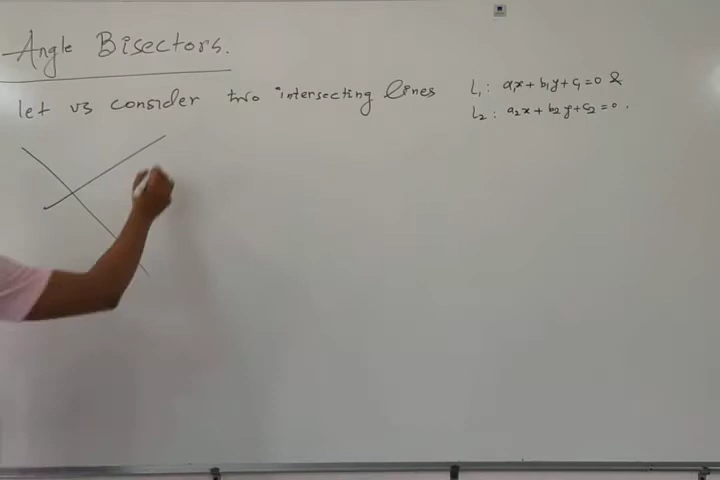 Angle Bisectors.
let us consider two intersecting lines L₁: a₁x + b₁y + c₁ = 0 &
L₂: a₂x + b₂y + c₂ = 0.